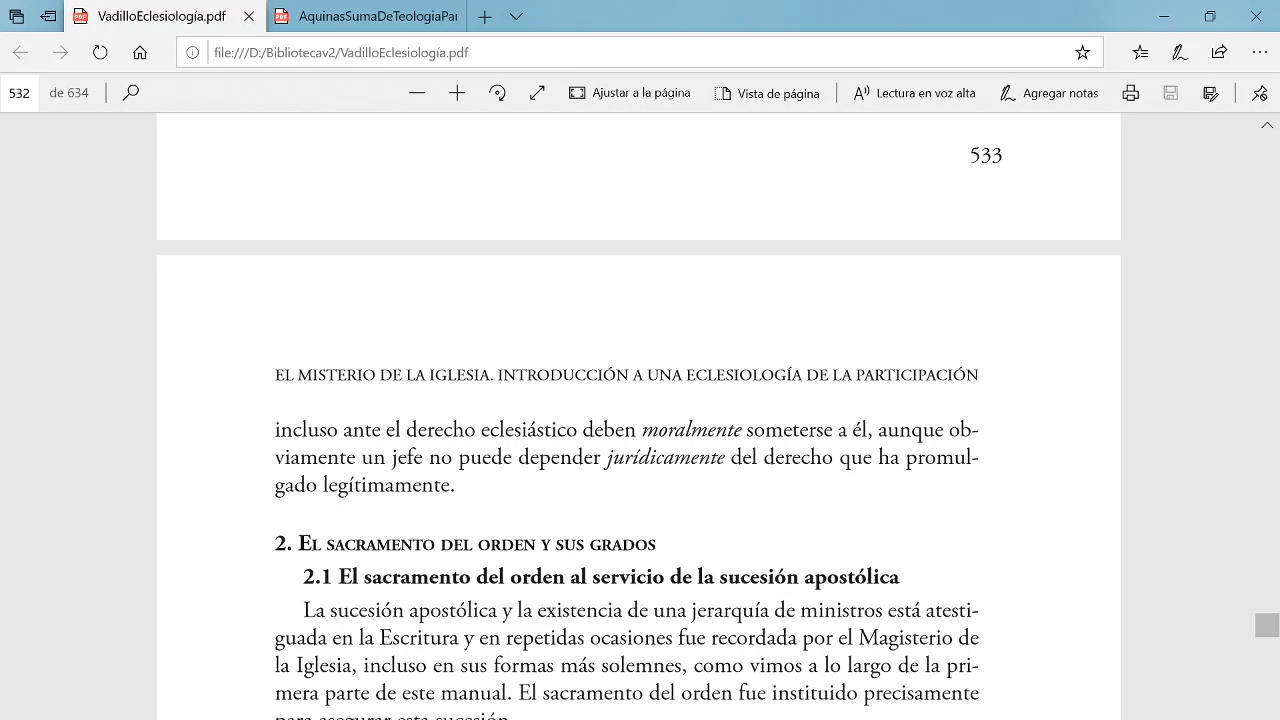 VadilloEclesiología.pdf
AquinasSumaDeTeologiaPar
file:///D:/Bibliotecav2/VadilloEclesiología.pdf
532 de 634
Ajustar a la página
Vista de página
Lectura en voz alta
Agregar notas
533
EL MISTERIO DE LA IGLESIA. INTRODUCCIÓN A UNA ECLESIOLOGÍA DE LA PARTICIPACIÓN
incluso ante el derecho eclesiástico deben moralmente someterse a él, aunque ob-
viamente un jefe no puede depender jurídicamente del derecho que ha promul-
gado legítimamente.
2. El sacramento del orden y sus grados
2.1 El sacramento del orden al servicio de la sucesión apostólica
La sucesión apostólica y la existencia de una jerarquía de ministros está atesti-
guada en la Escritura y en repetidas ocasiones fue recordada por el Magisterio de
la Iglesia, incluso en sus formas más solemnes, como vimos a lo largo de la pri-
mera parte de este manual. El sacramento del orden fue instituido precisamente
para asegurar esta sucesión.